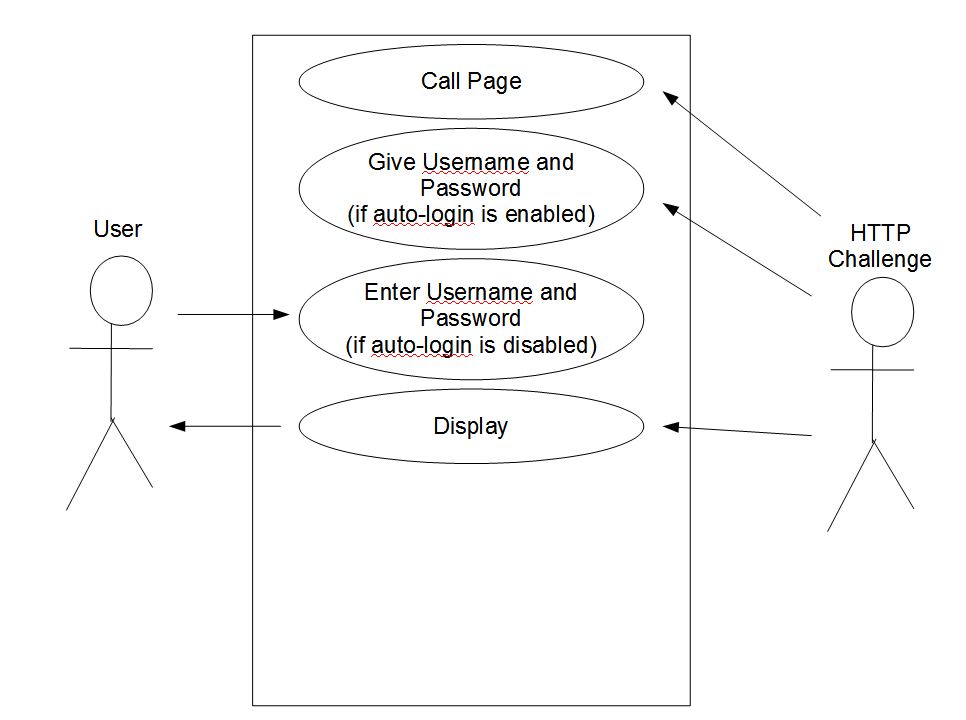 Call Page
Give Username and
Password
(if auto-login is enabled)
User
HTTP
Challenge
Enter Username and
Password
(if auto-login is disabled)
Display